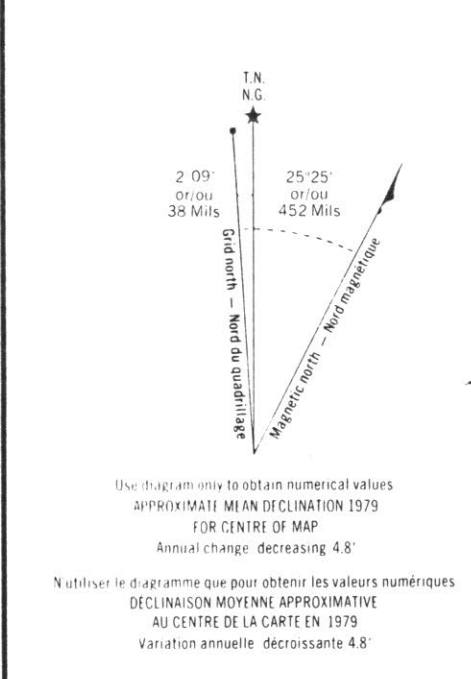 T.N.
N.G.
2 09'
or/ou
38 Mils
25°25'
or/ou
452 Mils
Grid north — Nord du quadrillage
Magnetic north — Nord magnétique
Use diagram only to obtain numerical values
APPROXIMATE MEAN DECLINATION 1979
FOR CENTRE OF MAP
Annual change decreasing 4.8'
N'utiliser le diagramme que pour obtenir les valeurs numériques
DÉCLINAISON MOYENNE APPROXIMATIVE
AU CENTRE DE LA CARTE EN 1979
Variation annuelle décroissante 4.8'